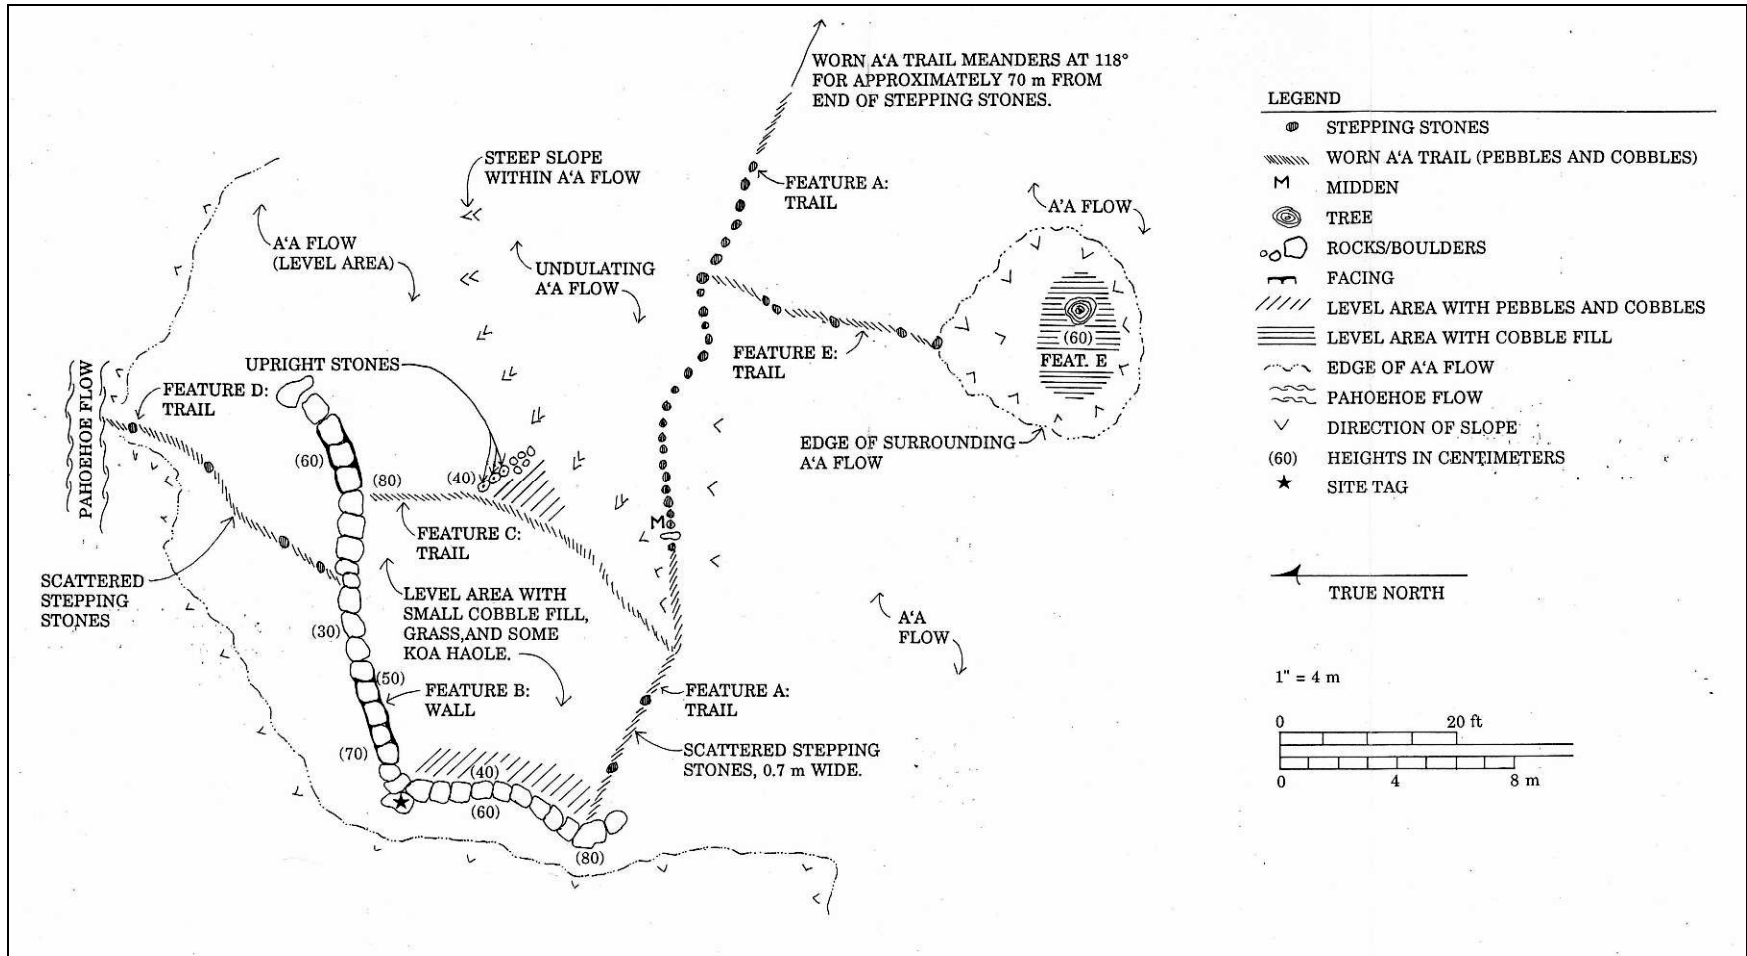 WORN A'A TRAIL MEANDERS AT 118°
FOR APPROXIMATELY 70 m FROM
END OF STEPPING STONES.
STEEP SLOPE
WITHIN A'A FLOW
FEATURE A:
TRAIL
A'A FLOW
A'A FLOW
(LEVEL AREA)
UNDULATING
A'A FLOW
(60)
FEAT. E
FEATURE E:
TRAIL
UPRIGHT STONES
PAHOEHOE FLOW
FEATURE D:
TRAIL
EDGE OF SURROUNDING
A'A FLOW
(60)
(80)
(40)
M
FEATURE C:
TRAIL
SCATTERED
STEPPING
STONES
LEVEL AREA WITH
SMALL COBBLE FILL,
GRASS, AND SOME
KOA HAOLE.
A'A
FLOW
(30)
(50)
FEATURE B:
WALL
FEATURE A:
TRAIL
(70)
SCATTERED STEPPING
STONES, 0.7 m WIDE.
(40)
(60)
(80)
LEGEND
STEPPING STONES
WORN A'A TRAIL (PEBBLES AND COBBLES)
M MIDDEN
TREE
ROCKS/BOULDERS
FACING
LEVEL AREA WITH PEBBLES AND COBBLES
LEVEL AREA WITH COBBLE FILL
EDGE OF A'A FLOW
PAHOEHOE FLOW
DIRECTION OF SLOPE
(60) HEIGHTS IN CENTIMETERS
SITE TAG
TRUE NORTH
1" = 4 m
0 20 ft
0 4 8 m